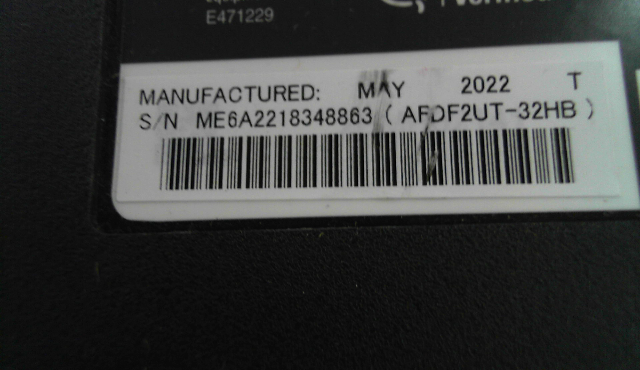 E471229
MANUFACTURED: MAY 2022 T
S/N ME6A2218348863 ( AFDF2UT-32HB )